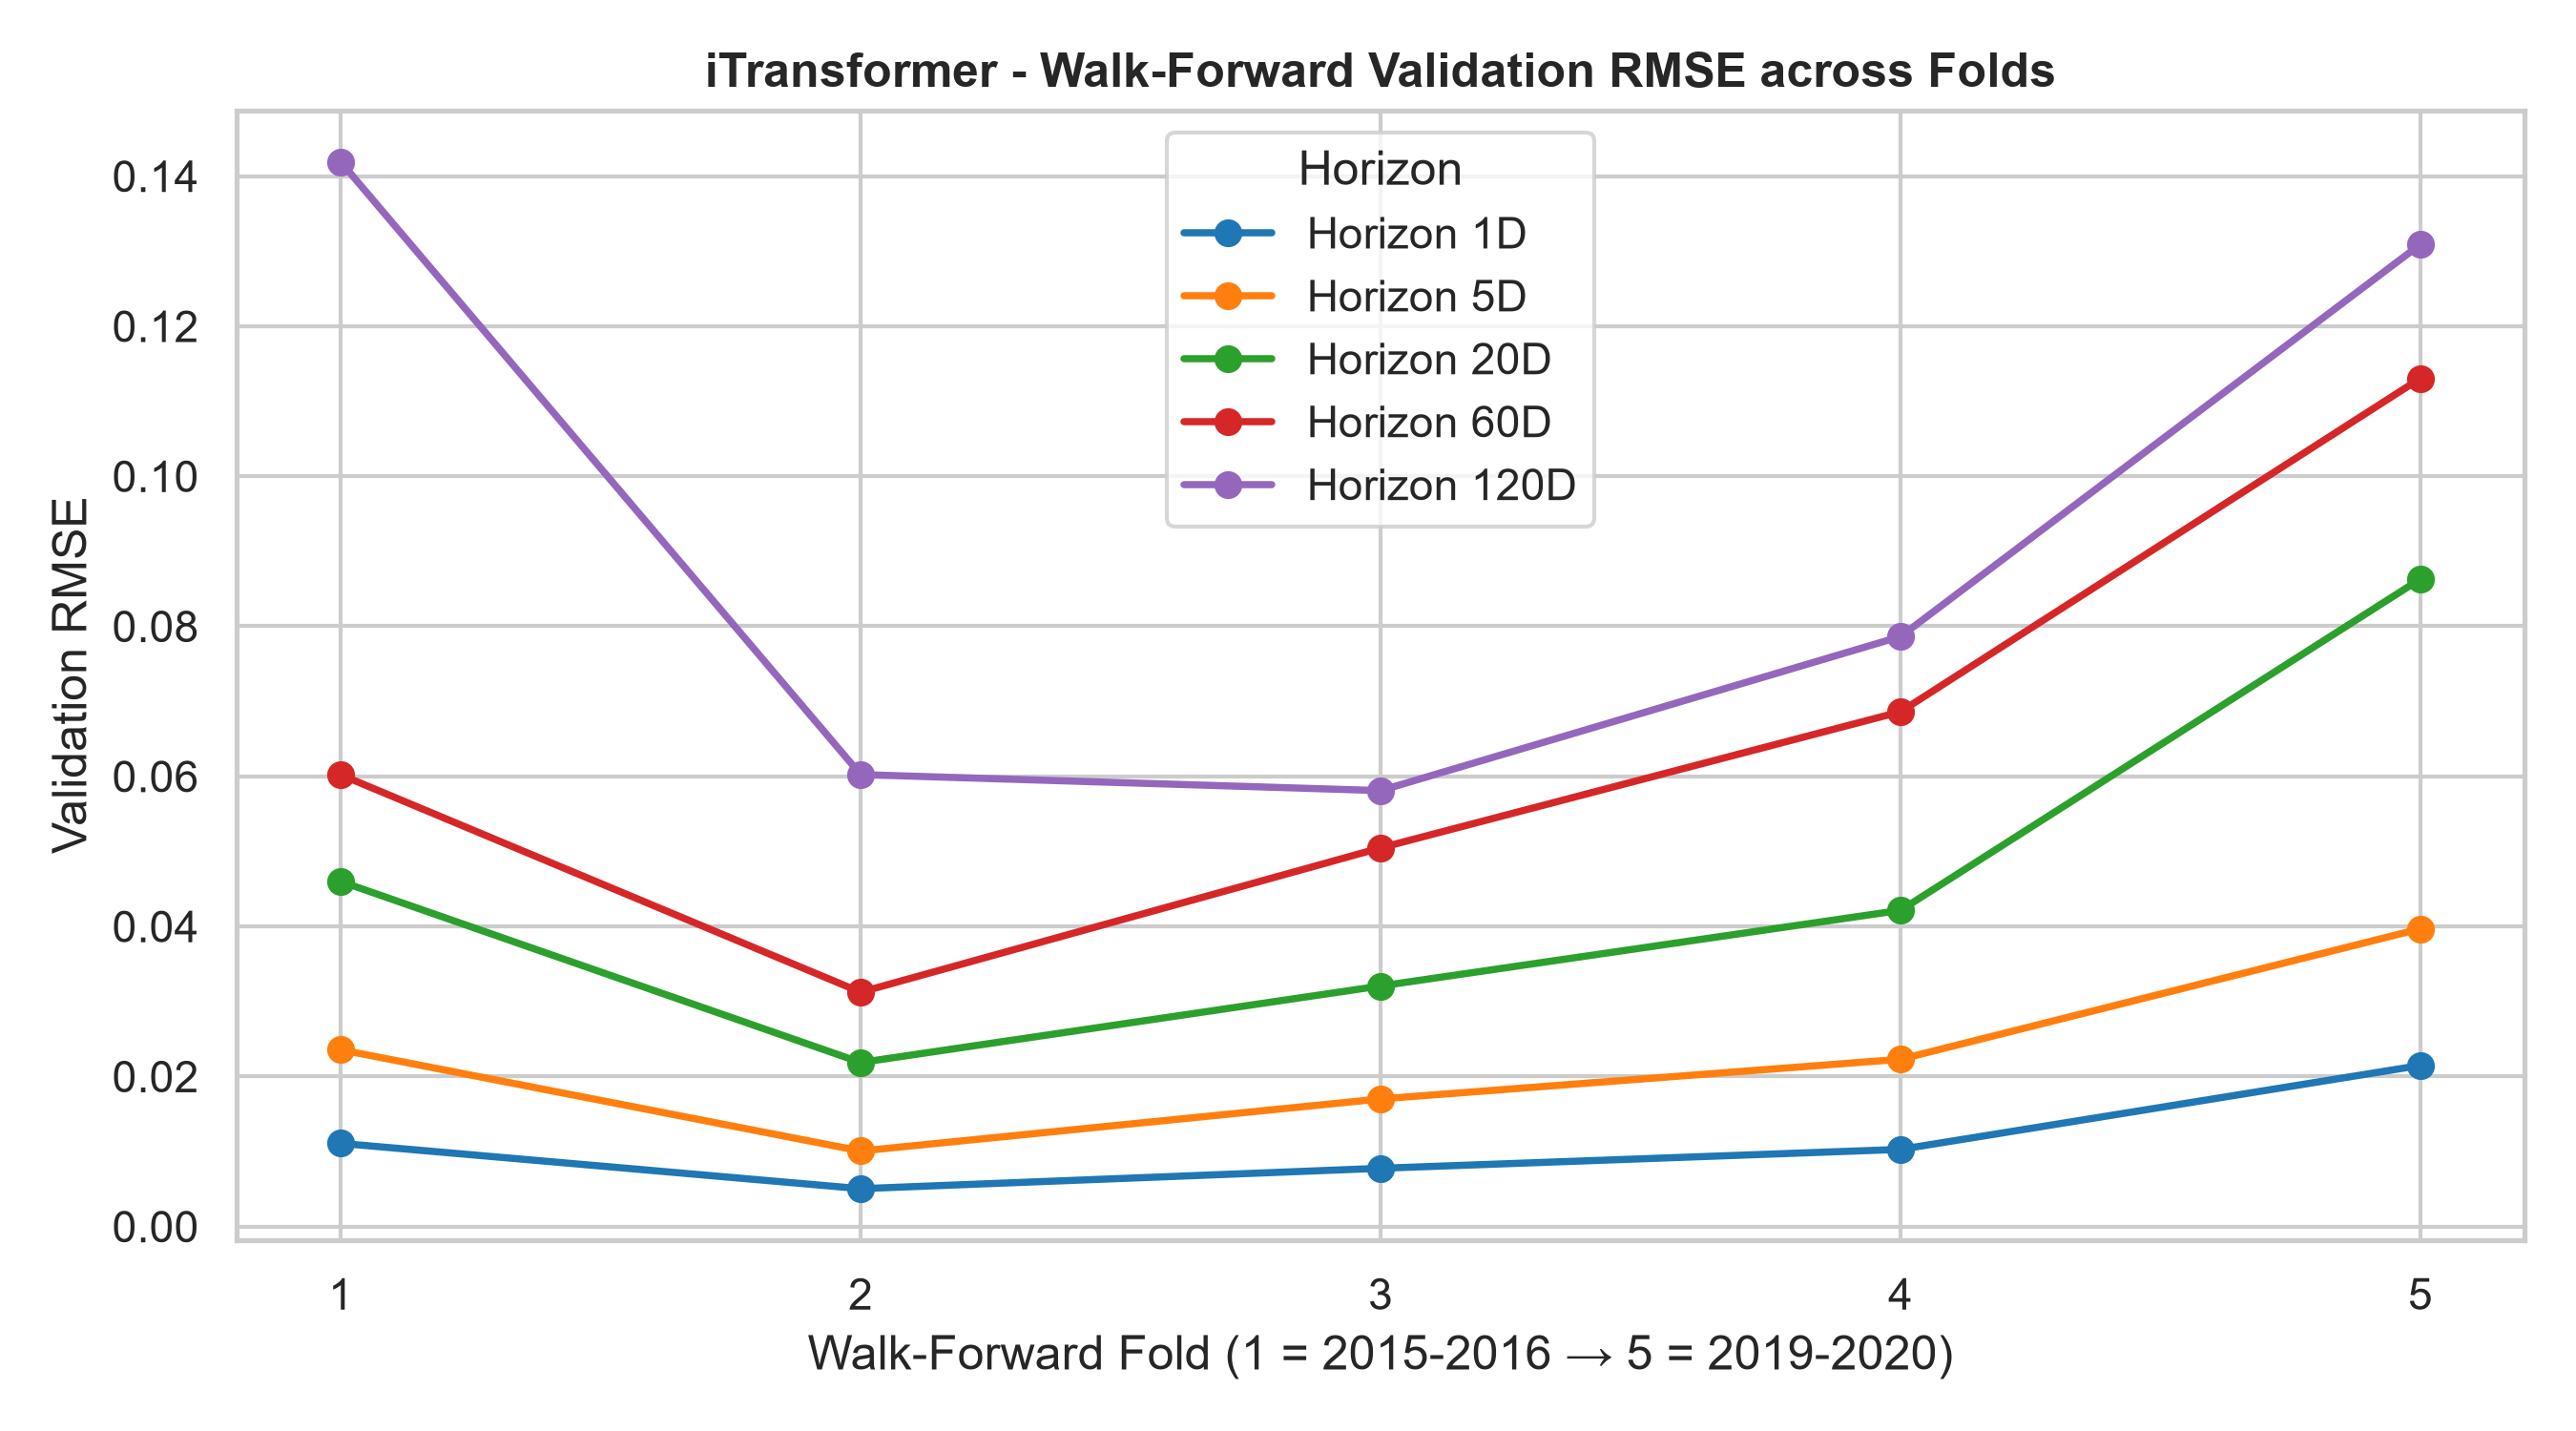 iTransformer - Walk-Forward Validation RMSE across Folds
Validation RMSE
0.14
0.12
0.10
0.08
0.06
0.04
0.02
0.00
Horizon
Horizon 1D
Horizon 5D
Horizon 20D
Horizon 60D
Horizon 120D
1 2 3 4 5
Walk-Forward Fold (1 = 2015-2016 → 5 = 2019-2020)